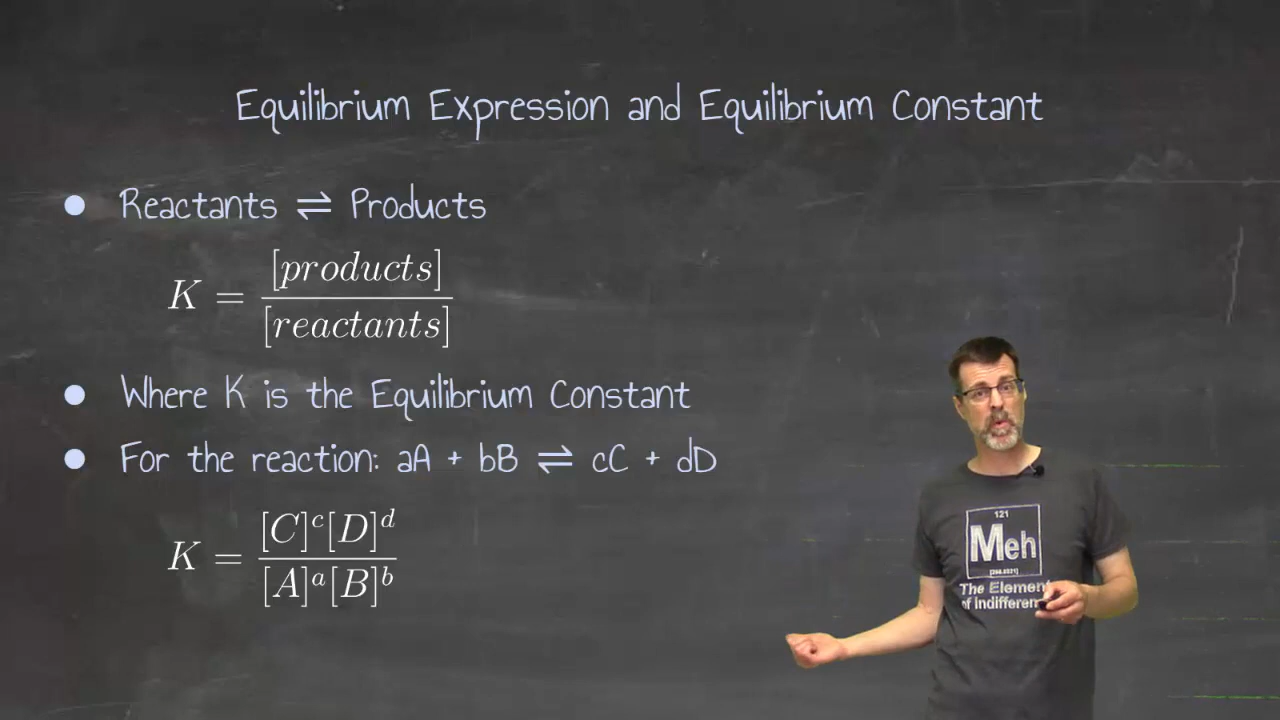 Equilibrium Expression and Equilibrium Constant
● Reactants ⇌ Products
K = [products] / [reactants]
● Where K is the Equilibrium Constant
● For the reaction: aA + bB ⇌ cC + dD
K = [C]^c[D]^d / [A]^a[B]^b
121
Meh
The Element
of Indifferen